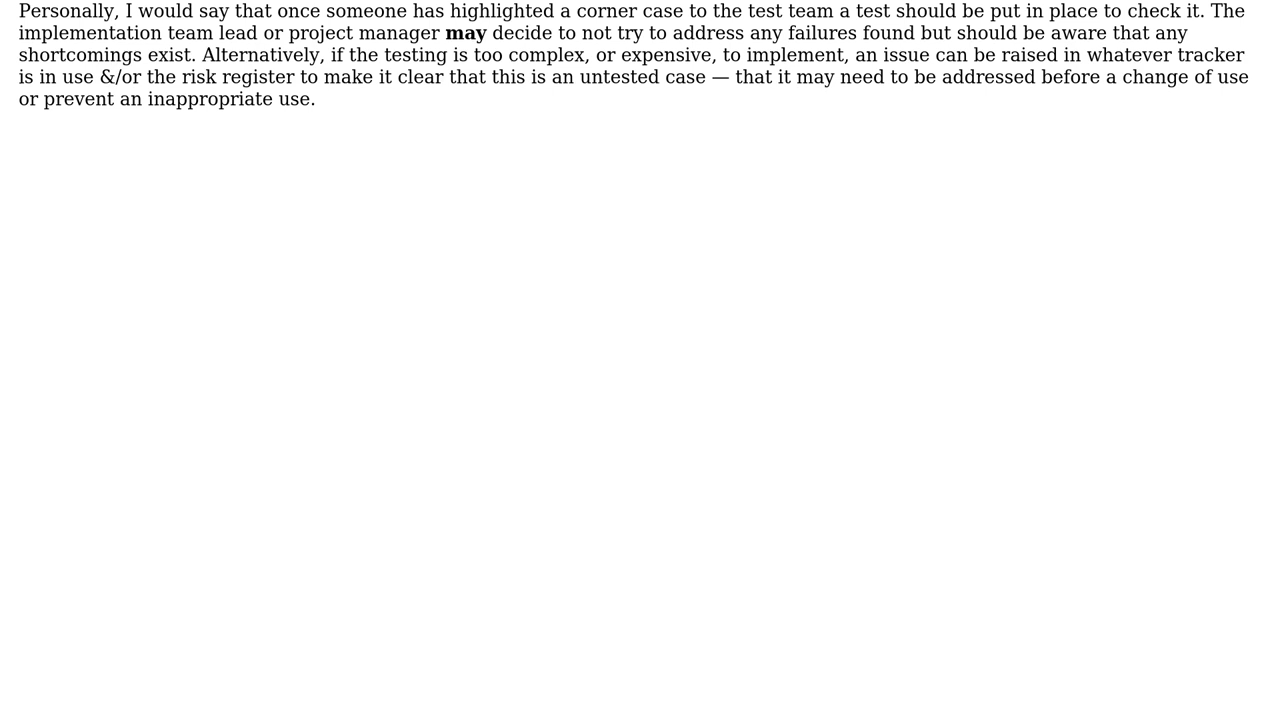 Personally, I would say that once someone has highlighted a corner case to the test team a test should be put in place to check it. The
implementation team lead or project manager may decide to not try to address any failures found but should be aware that any
shortcomings exist. Alternatively, if the testing is too complex, or expensive, to implement, an issue can be raised in whatever tracker
is in use &/or the risk register to make it clear that this is an untested case — that it may need to be addressed before a change of use
or prevent an inappropriate use.